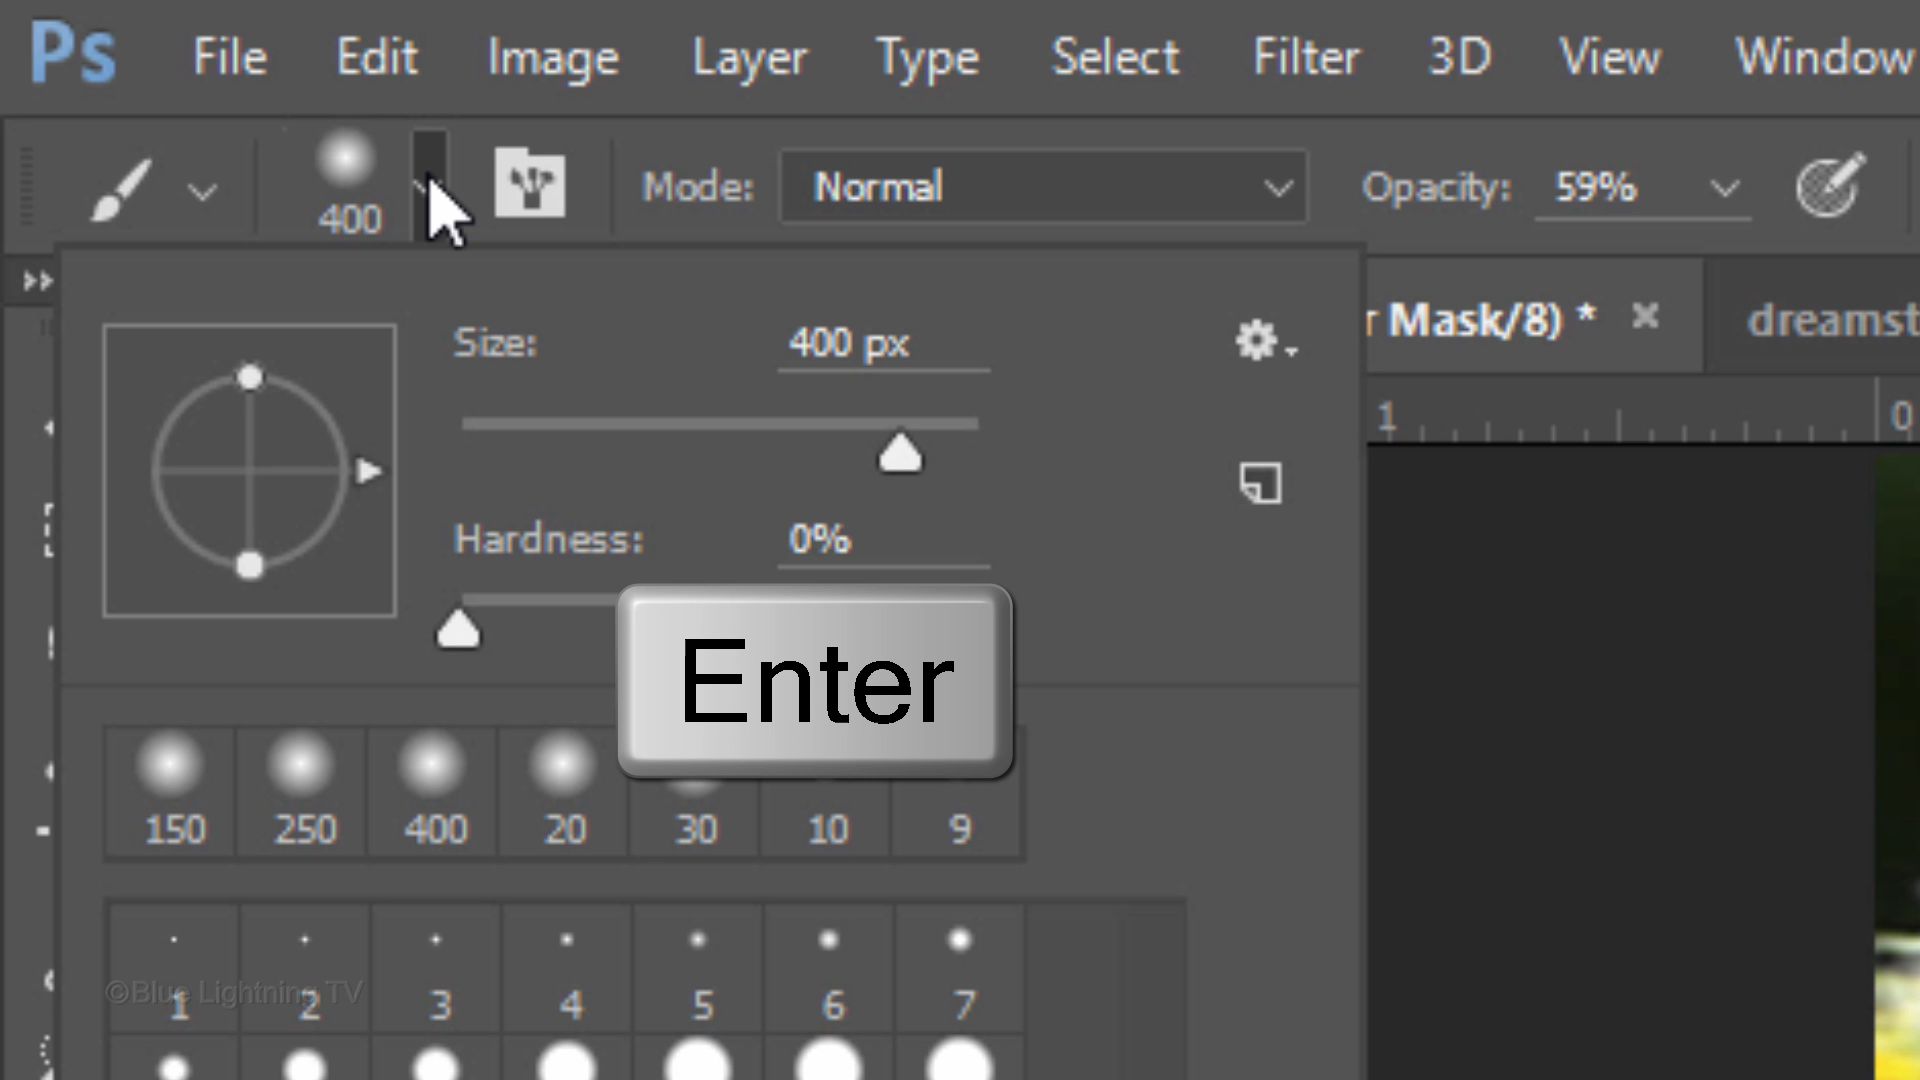 Ps File Edit Image Layer Type Select Filter 3D View Window
400 Mode: Normal Opacity: 59%
r Mask/8) * × dreamst
Size: 400 px
1 0
Hardness: 0%
Enter
150 250 400 20 30 10 9
1 2 3 4 5 6 7
©Blue Lightning TV